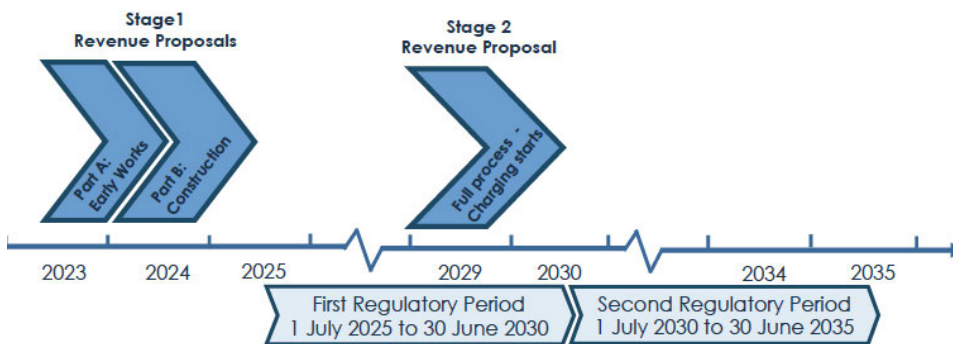 Stage1
Revenue Proposals
Stage 2
Revenue Proposal
Part A:
Early Works
Part B:
Construction
Full process -
Charging starts
2023
2024
2025
2029
2030
2034
2035
First Regulatory Period
1 July 2025 to 30 June 2030
Second Regulatory Period
1 July 2030 to 30 June 2035